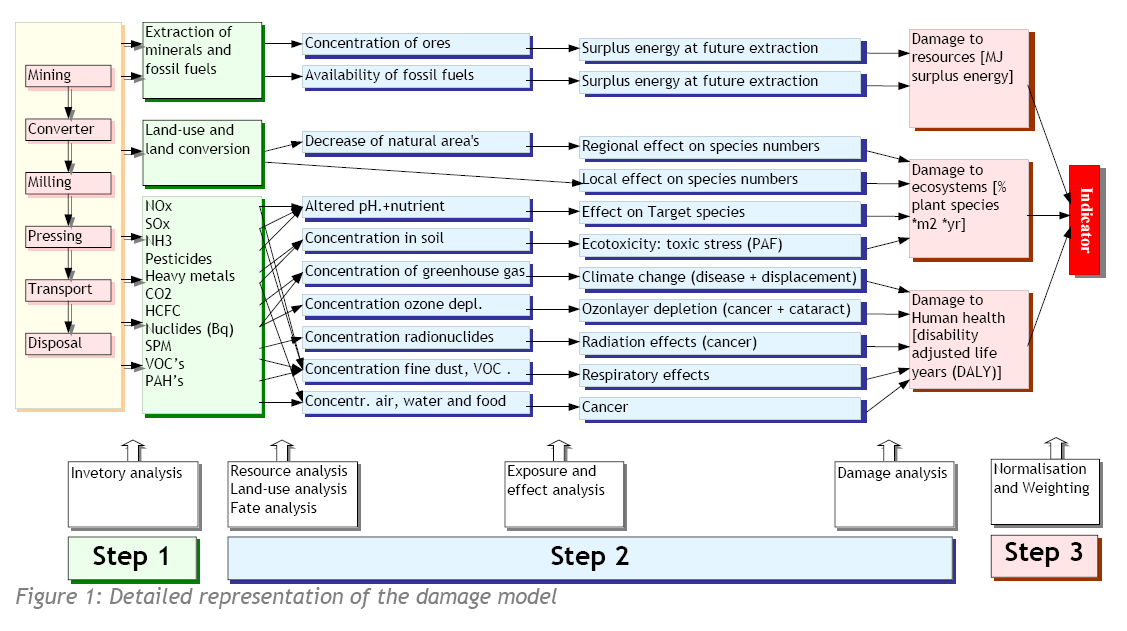 Mining
Converter
Milling
Pressing
Transport
Disposal
Extraction of
minerals and
fossil fuels
Land-use and
land conversion
NOx
SOx
NH3
Pesticides
Heavy metals
CO2
HCFC
Nuclides (Bq)
SPM
VOC's
PAH's
Concentration of ores
Availability of fossil fuels
Decrease of natural area's
Altered pH.+nutrient
Concentration in soil
Concentration of greenhouse gas
Concentration ozone depl.
Concentration radionuclides
Concentration fine dust, VOC .
Concentr. air, water and food
Surplus energy at future extraction
Surplus energy at future extraction
Regional effect on species numbers
Local effect on species numbers
Effect on Target species
Ecotoxicity: toxic stress (PAF)
Climate change (disease + displacement)
Ozonlayer depletion (cancer + cataract)
Radiation effects (cancer)
Respiratory effects
Cancer
Damage to
resources [MJ
surplus energy]
Damage to
ecosystems [%
plant species
*m2 *yr]
Damage to
Human health
[disability
adjusted life
years (DALY)]
Indicator
Invetory analysis
Resource analysis
Land-use analysis
Fate analysis
Exposure and
effect analysis
Damage analysis
Normalisation
and Weighting
Step 1
Step 2
Step 3
Figure 1: Detailed representation of the damage model